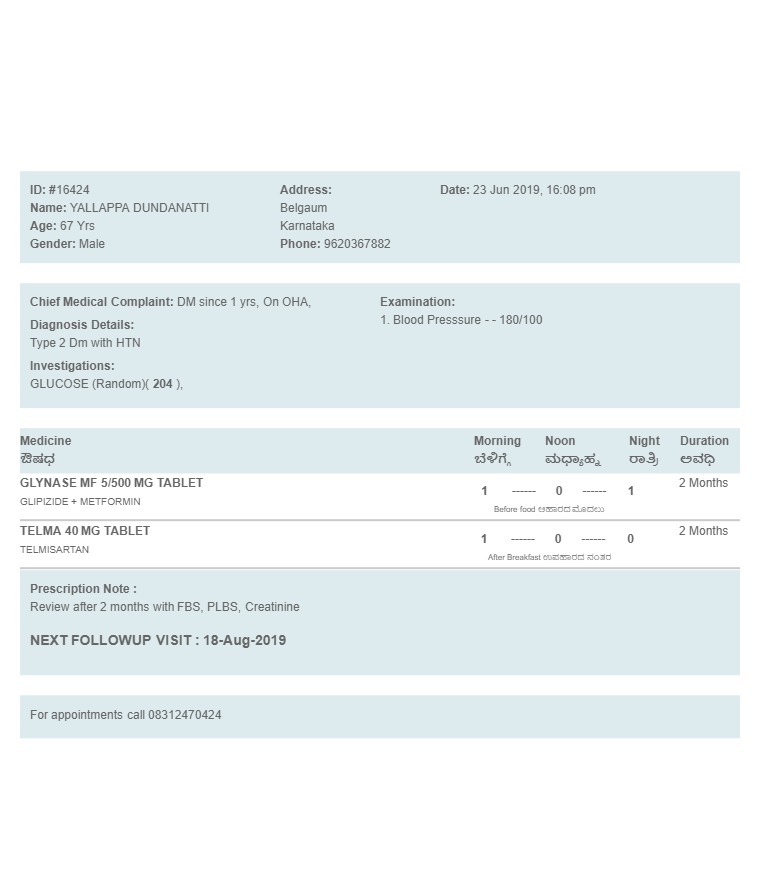 ID: #16424
Name: YALLAPPA DUNDANATTI
Age: 67 Yrs
Gender: Male
Address:
Belgaum
Karnataka
Phone: 9620367882
Date: 23 Jun 2019, 16:08 pm
Chief Medical Complaint: DM since 1 yrs, On OHA,
Diagnosis Details:
Type 2 Dm with HTN
Investigations:
GLUCOSE (Random)( 204 ),
Examination:
1. Blood Presssure - - 180/100
Medicine Morning Noon Night Duration
ಔಷಧ ಬೆಳಿಗ್ಗೆ ಮಧ್ಯಾಹ್ನ ರಾತ್ರಿ ಅವಧಿ
GLYNASE MF 5/500 MG TABLET 1 ------ 0 ------ 1 2 Months
GLIPIZIDE + METFORMIN
Before food ಆಹಾರದ ಮೊದಲು
TELMA 40 MG TABLET 1 ------ 0 ------ 0 2 Months
TELMISARTAN
After Breakfast ಉಪಹಾರದ ನಂತರ
Prescription Note :
Review after 2 months with FBS, PLBS, Creatinine
NEXT FOLLOWUP VISIT : 18-Aug-2019
For appointments call 08312470424